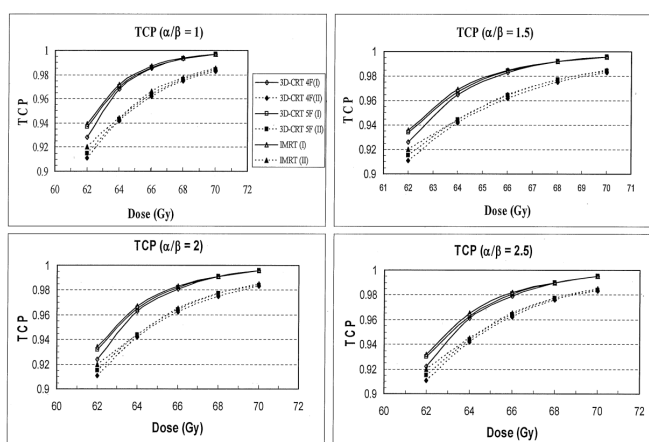 TCP (α/β = 1)
TCP
1
0.98
0.96
0.94
0.92
0.9
60 62 64 66 68 70 72
Dose (Gy)
3D-CRT 4F(I)
3D-CRT 4F(II)
3D-CRT 5F (I)
3D-CRT 5F (II)
IMRT (I)
IMRT (II)
TCP (α/β = 1.5)
TCP
1
0.98
0.96
0.94
0.92
0.9
61 62 63 64 65 66 67 68 69 70 71
Dose (Gy)
TCP (α/β = 2)
TCP
1
0.98
0.96
0.94
0.92
0.9
60 62 64 66 68 70 72
Dose (Gy)
TCP (α/β = 2.5)
TCP
1
0.98
0.96
0.94
0.92
0.9
60 62 64 66 68 70 72
Dose (Gy)